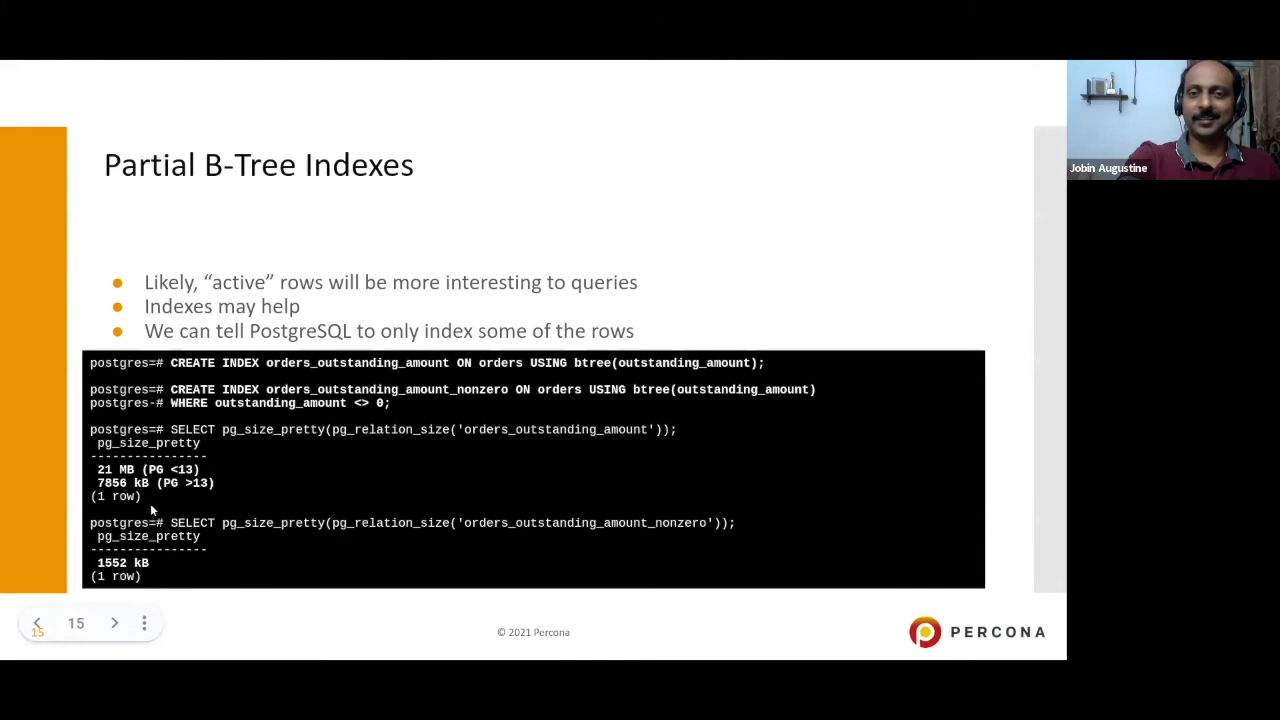 Partial B-Tree Indexes
Jobin Augustine
● Likely, “active” rows will be more interesting to queries
● Indexes may help
● We can tell PostgreSQL to only index some of the rows
postgres=# CREATE INDEX orders_outstanding_amount ON orders USING btree(outstanding_amount);
postgres=# CREATE INDEX orders_outstanding_amount_nonzero ON orders USING btree(outstanding_amount)
postgres-# WHERE outstanding_amount <> 0;
postgres=# SELECT pg_size_pretty(pg_relation_size('orders_outstanding_amount'));
pg_size_pretty
----------------
21 MB (PG <13)
7856 kB (PG >13)
(1 row)
postgres=# SELECT pg_size_pretty(pg_relation_size('orders_outstanding_amount_nonzero'));
pg_size_pretty
----------------
1552 kB
(1 row)
15
15
© 2021 Percona
PERCONA